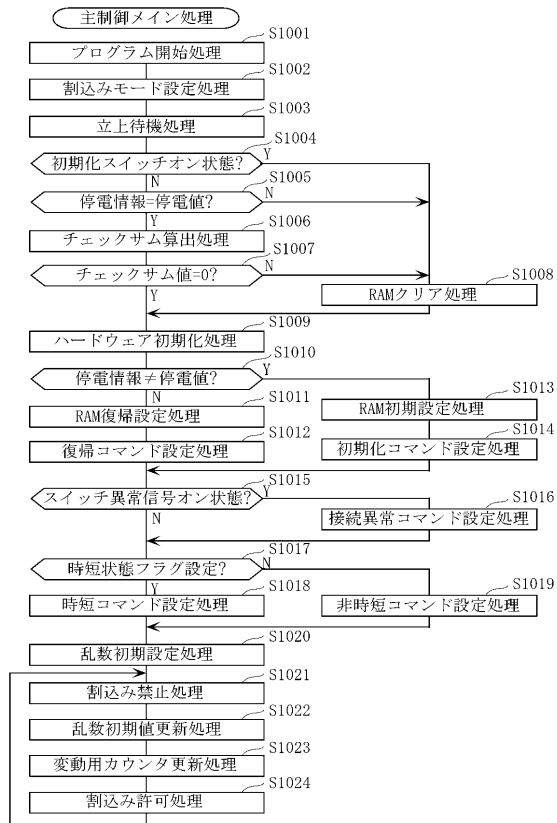 主制御メイン処理
S1001
プログラム開始処理
S1002
割込みモード設定処理
S1003
立上待機処理
S1004
初期化スイッチオン状態?
Y
N
S1005
停電情報=停電値?
N
Y
S1006
チェックサム算出処理
S1007
チェックサム値=0?
N
Y
S1008
RAMクリア処理
S1009
ハードウェア初期化処理
S1010
停電情報≠停電値?
Y
N
S1011
RAM復帰設定処理
S1013
RAM初期設定処理
S1012
復帰コマンド設定処理
S1014
初期化コマンド設定処理
S1015
スイッチ異常信号オン状態?
Y
N
S1016
接続異常コマンド設定処理
S1017
時短状態フラグ設定?
N
Y
S1018
時短コマンド設定処理
S1019
非時短コマンド設定処理
S1020
乱数初期設定処理
S1021
割込み禁止処理
S1022
乱数初期値更新処理
S1023
変動用カウンタ更新処理
S1024
割込み許可処理